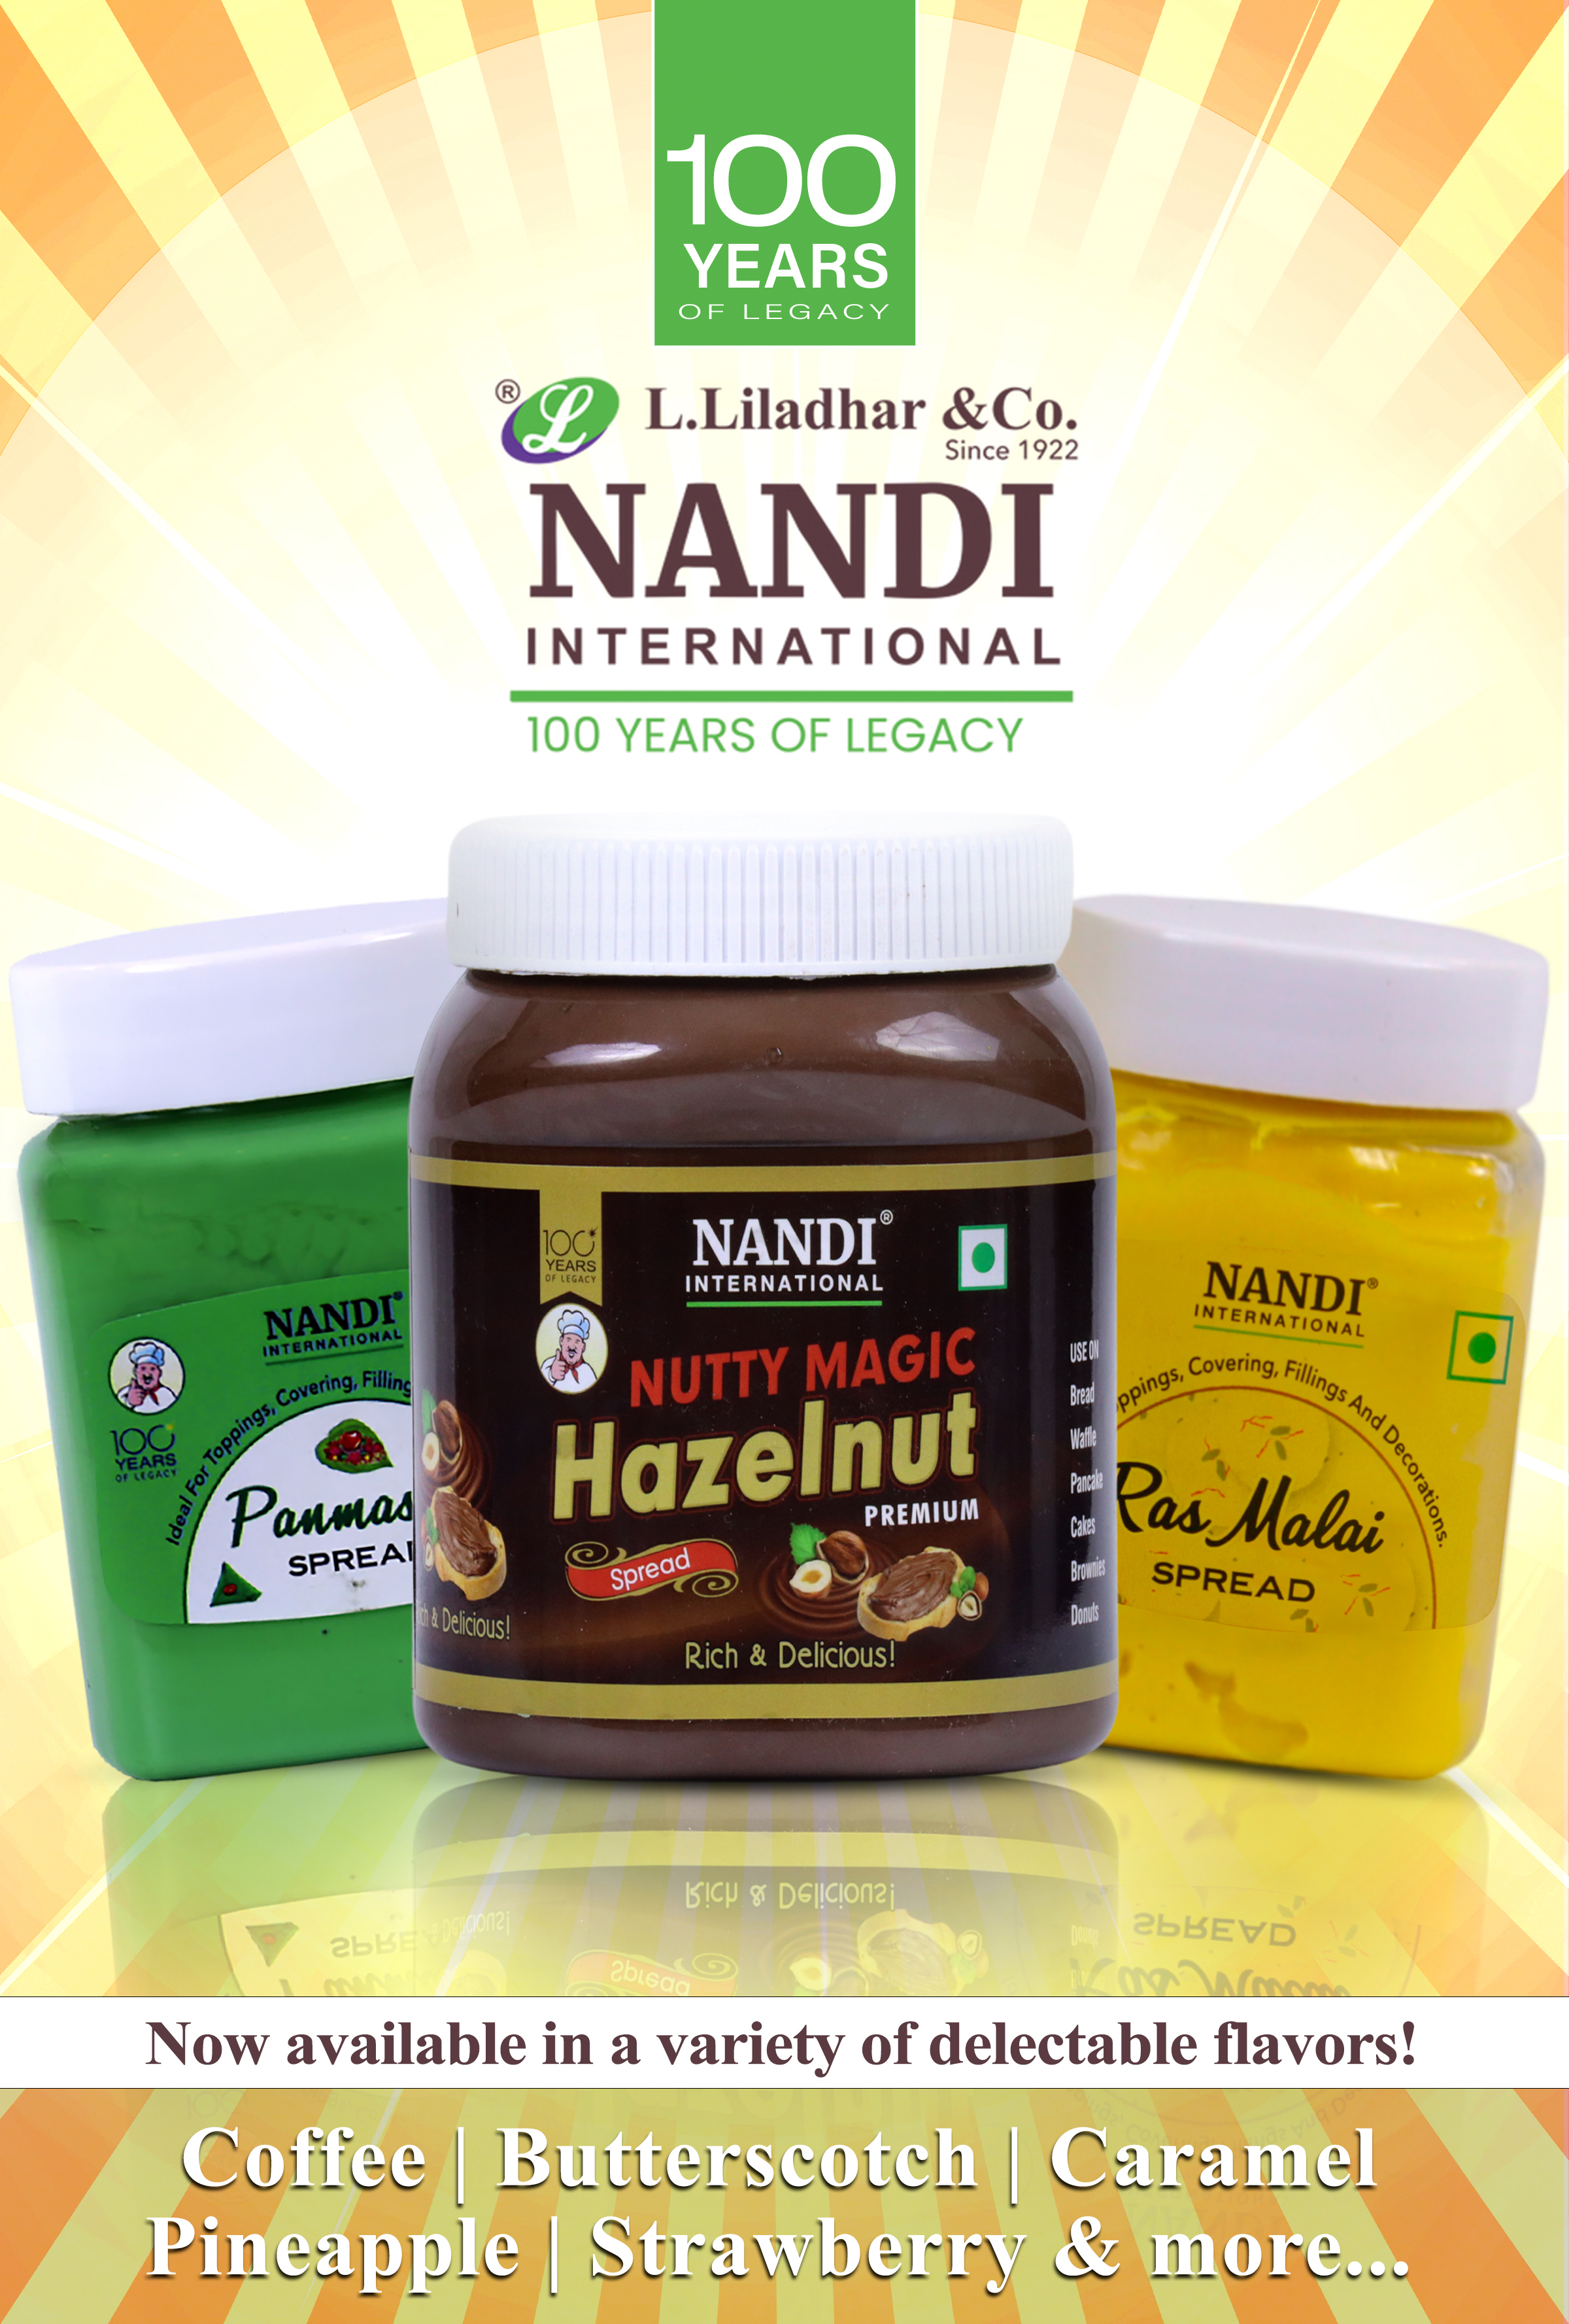 100
YEARS
OF LEGACY
®
L
L.Liladhar &Co.
Since 1922
NANDI
INTERNATIONAL
100 YEARS OF LEGACY
NANDI®
INTERNATIONAL
Ideal For Toppings, Covering, Filling
100
YEARS
OF LEGACY
Panmas
SPREA
100
YEARS
OF LEGACY
NANDI®
INTERNATIONAL
NUTTY MAGIC
Hazelnut
PREMIUM
Spread
Rich & Delicious!
ch & Delicious!
USE ON
Bread
Waffle
Pancake
Cakes
Brownies
Donuts
NANDI®
INTERNATIONAL
ppings, Covering, Fillings And Decorations.
Ras Malai
SPREAD
Now available in a variety of delectable flavors!
Coffee | Butterscotch | Caramel
Pineapple | Strawberry & more...